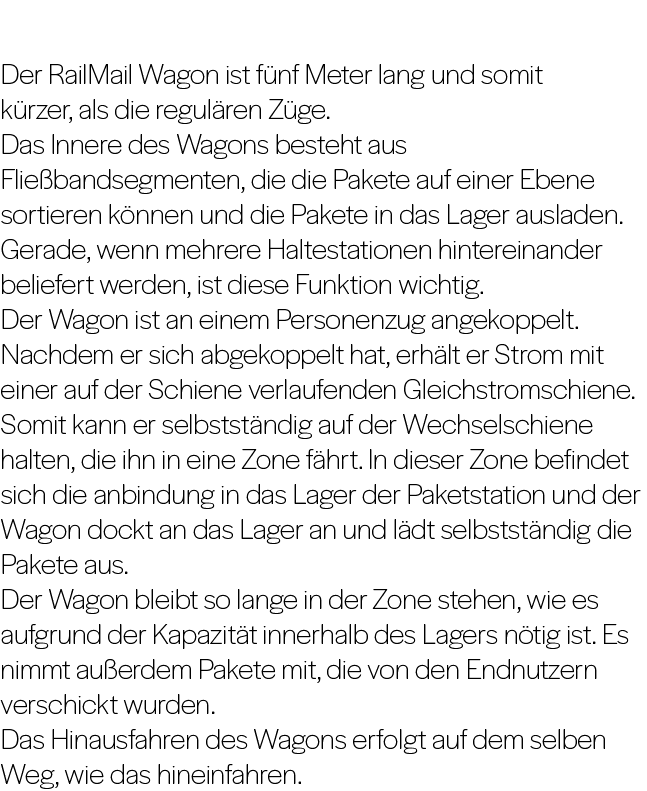 Der RailMail Wagon ist fünf Meter lang und somit
kürzer, als die regulären Züge.
Das Innere des Wagons besteht aus
Fließbandsegmenten, die die Pakete auf einer Ebene
sortieren können und die Pakete in das Lager ausladen.
Gerade, wenn mehrere Haltestationen hintereinander
beliefert werden, ist diese Funktion wichtig.
Der Wagon ist an einem Personenzug angekoppelt.
Nachdem er sich abgekoppelt hat, erhält er Strom mit
einer auf der Schiene verlaufenden Gleichstromschiene.
Somit kann er selbstständig auf der Wechselschiene
halten, die ihn in eine Zone fährt. In dieser Zone befindet
sich die anbindung in das Lager der Paketstation und der
Wagon dockt an das Lager an und lädt selbstständig die
Pakete aus.
Der Wagon bleibt so lange in der Zone stehen, wie es
aufgrund der Kapazität innerhalb des Lagers nötig ist. Es
nimmt außerdem Pakete mit, die von den Endnutzern
verschickt wurden.
Das Hinausfahren des Wagons erfolgt auf dem selben
Weg, wie das hineinfahren.